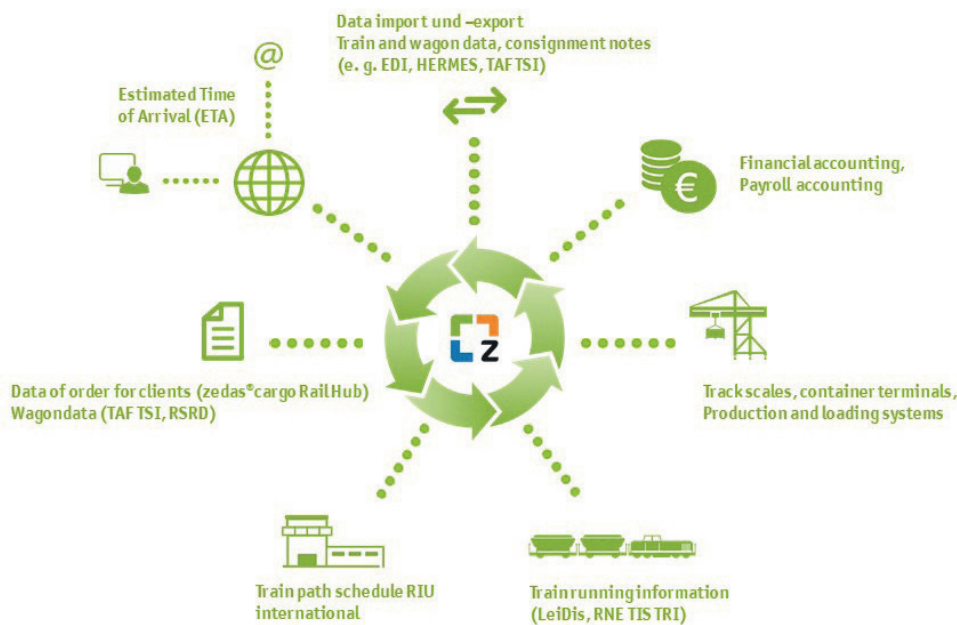 Data import und –export
Train and wagon data, consignment notes
(e. g. EDI, HERMES, TAF TSI)
@
Estimated Time
of Arrival (ETA)
€
Financial accounting,
Payroll accounting
z
Data of order for clients (zedas®cargo Rail Hub)
Wagondata (TAF TSI, RSRD)
Track scales, container terminals,
Production and loading systems
Train path schedule RIU
international
Train running information
(LeiDis, RNE TIS TRI)